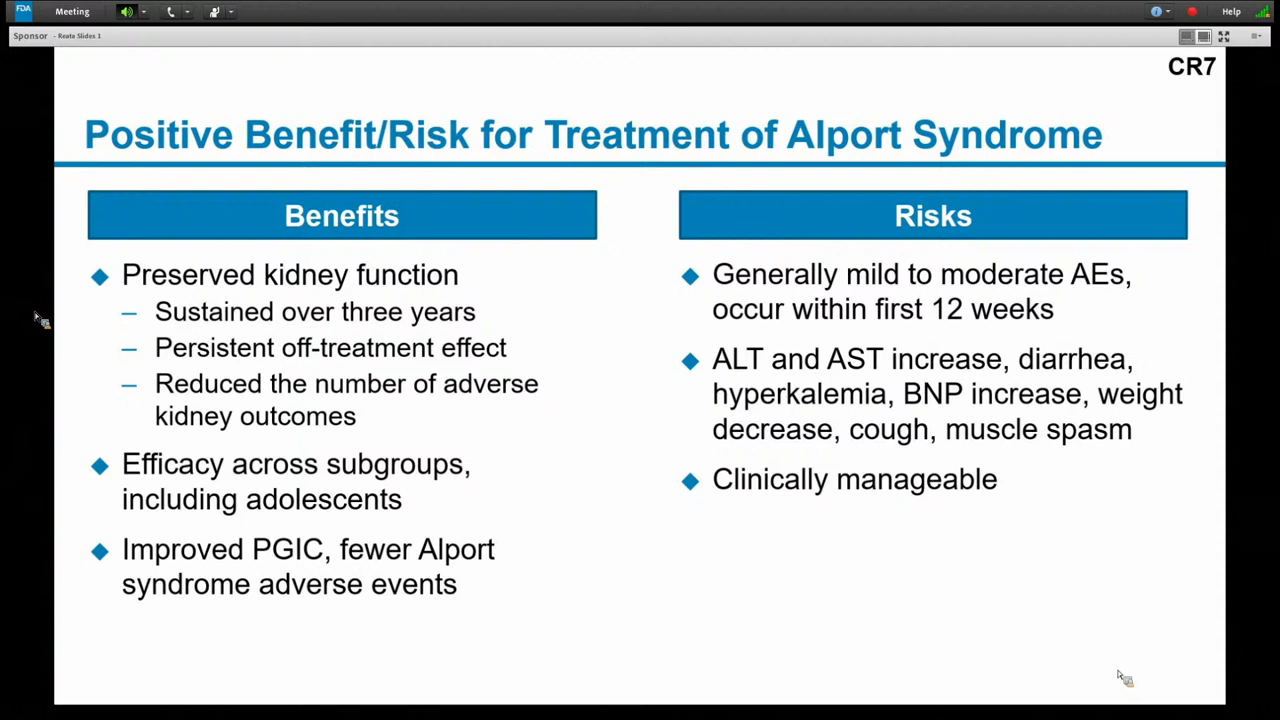 FDA
Meeting
Help
Sponsor - Reata Slides 1
CR7
Positive Benefit/Risk for Treatment of Alport Syndrome
Benefits
Preserved kidney function
– Sustained over three years
– Persistent off-treatment effect
– Reduced the number of adverse
kidney outcomes
Efficacy across subgroups,
including adolescents
Improved PGIC, fewer Alport
syndrome adverse events
Risks
Generally mild to moderate AEs,
occur within first 12 weeks
ALT and AST increase, diarrhea,
hyperkalemia, BNP increase, weight
decrease, cough, muscle spasm
Clinically manageable